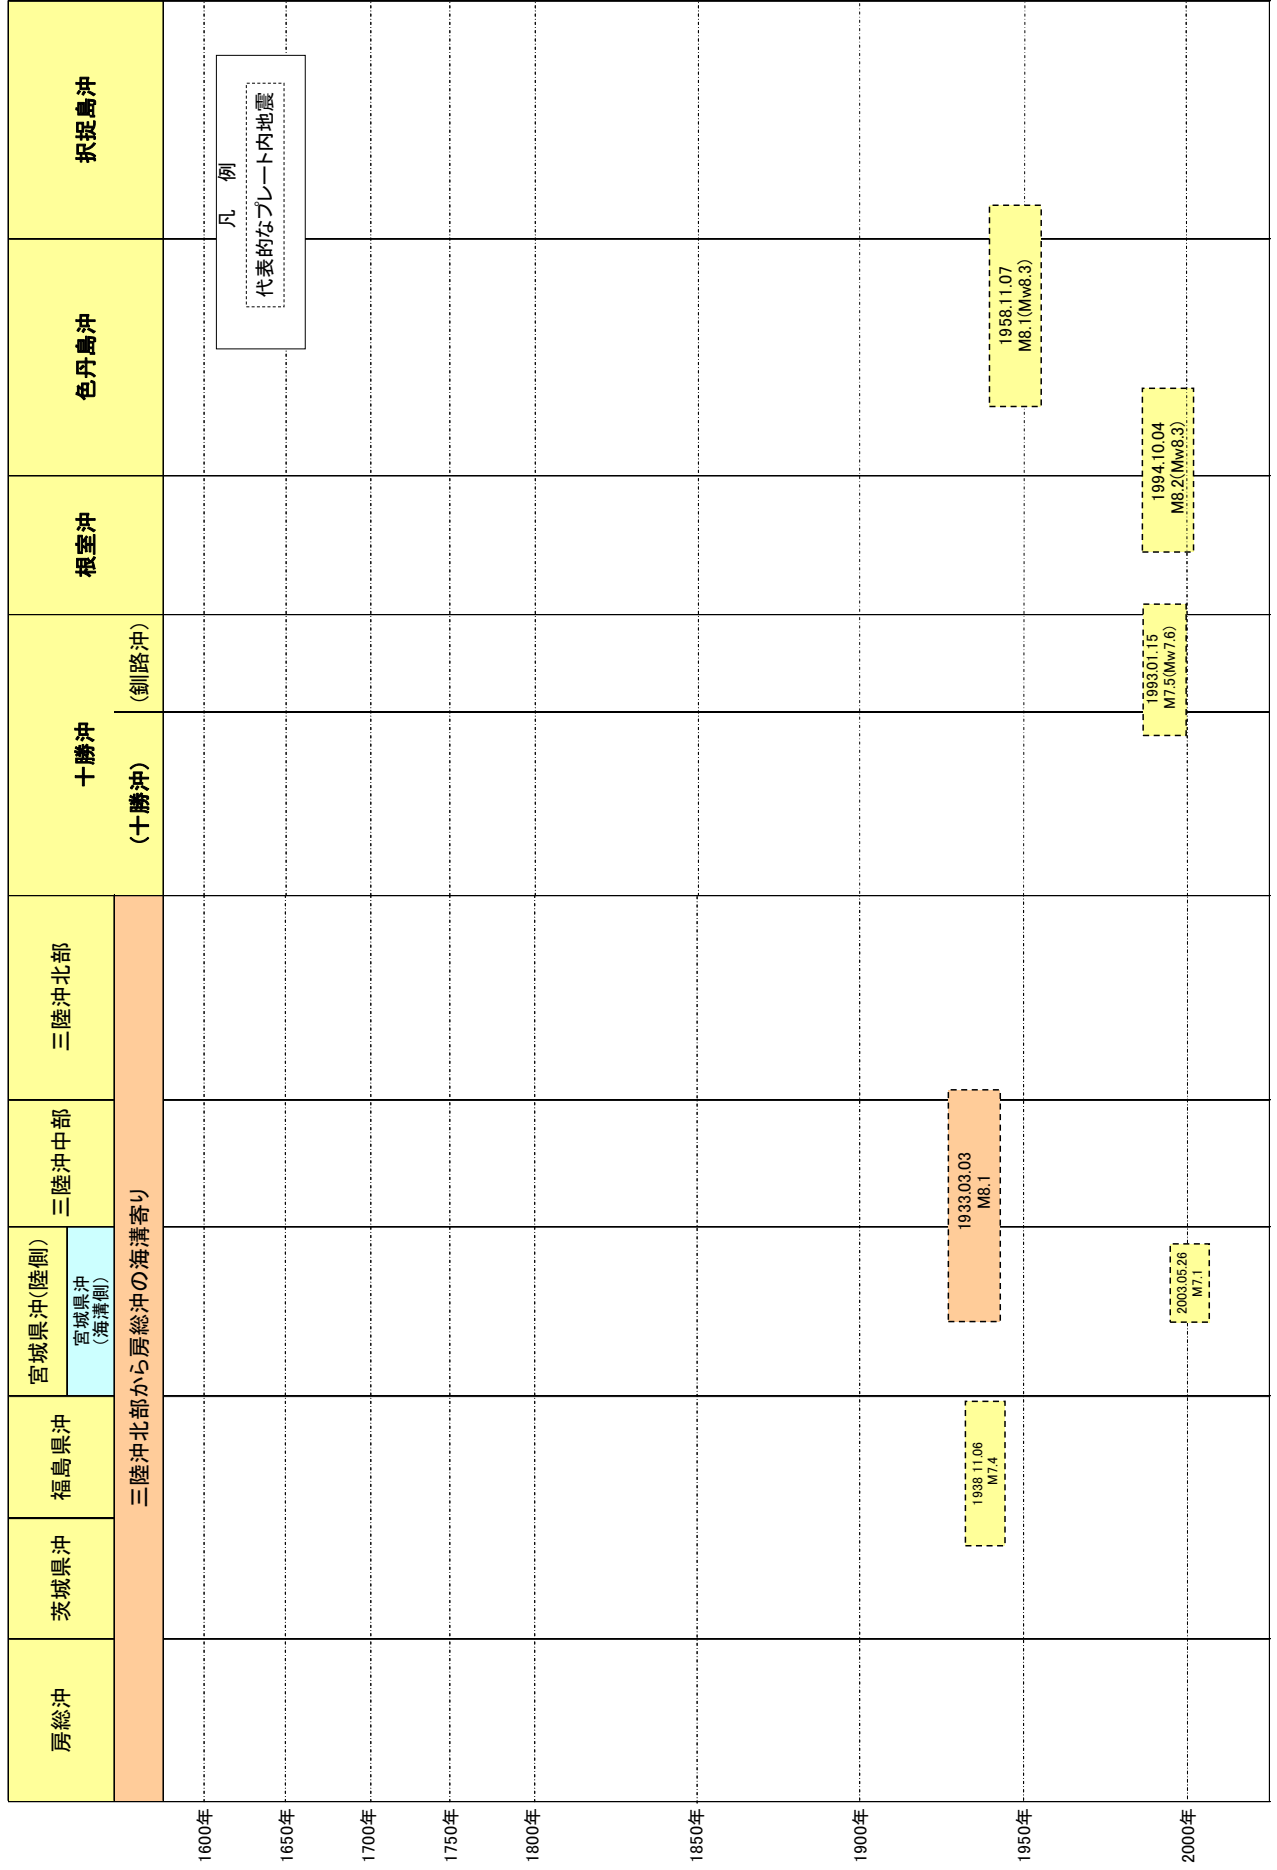 房総沖
茨城県沖
福島県沖
宮城県沖(陸側)
宮城県沖
(海溝側)
三陸沖中部
三陸沖北部
三陸沖北部から房総沖の海溝寄り
十勝沖
(十勝沖)
(釧路沖)
根室沖
色丹島沖
択捉島沖
凡 例
代表的なプレート内地震
1600年
1650年
1700年
1750年
1800年
1850年
1900年
1950年
2000年
1933.03.03
M8.1
1938 11.06
M7.4
1958.11.07
M8.1(Mw8.3)
1993.01.15
M7.5(Mw7.6)
1994.10.04
M8.2(Mw8.3)
2003.05.26
M7.1